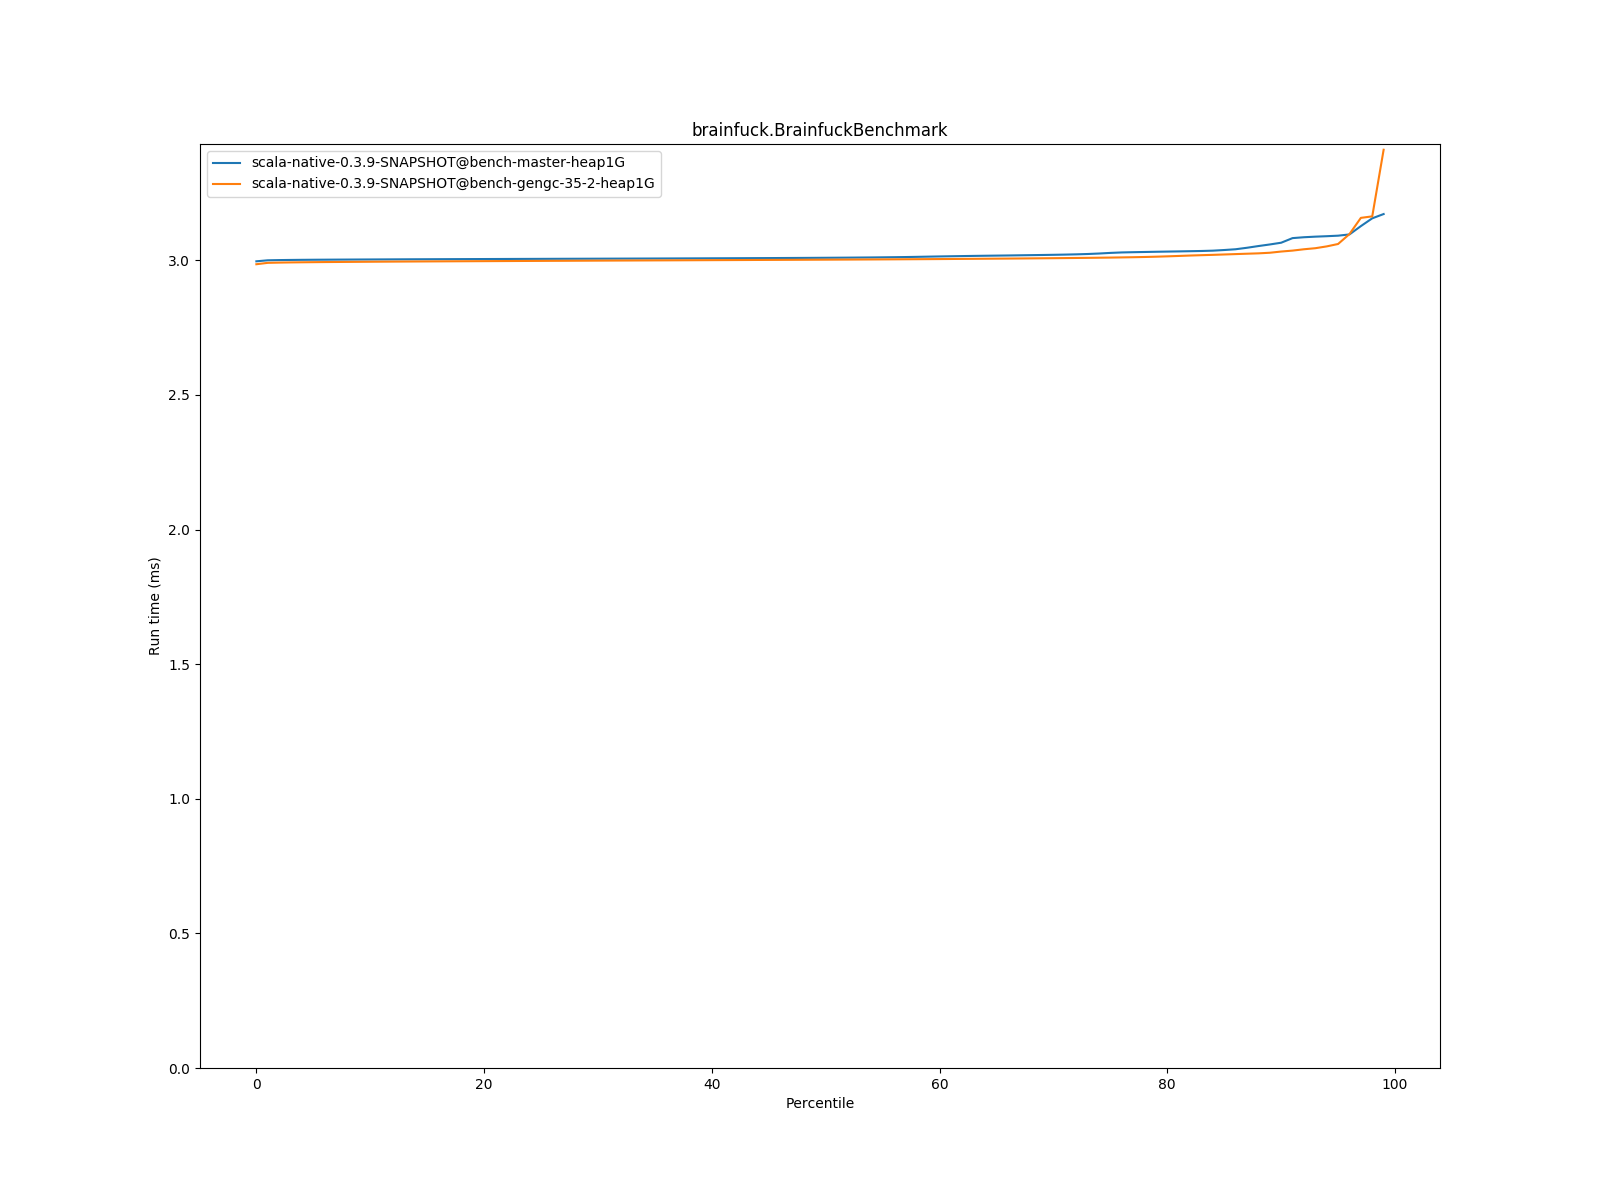 brainfuck.BrainfuckBenchmark
scala-native-0.3.9-SNAPSHOT@bench-master-heap1G
scala-native-0.3.9-SNAPSHOT@bench-gengc-35-2-heap1G
3.0
2.5
2.0
1.5
1.0
0.5
0.0
Run time (ms)
0 20 40 60 80 100
Percentile